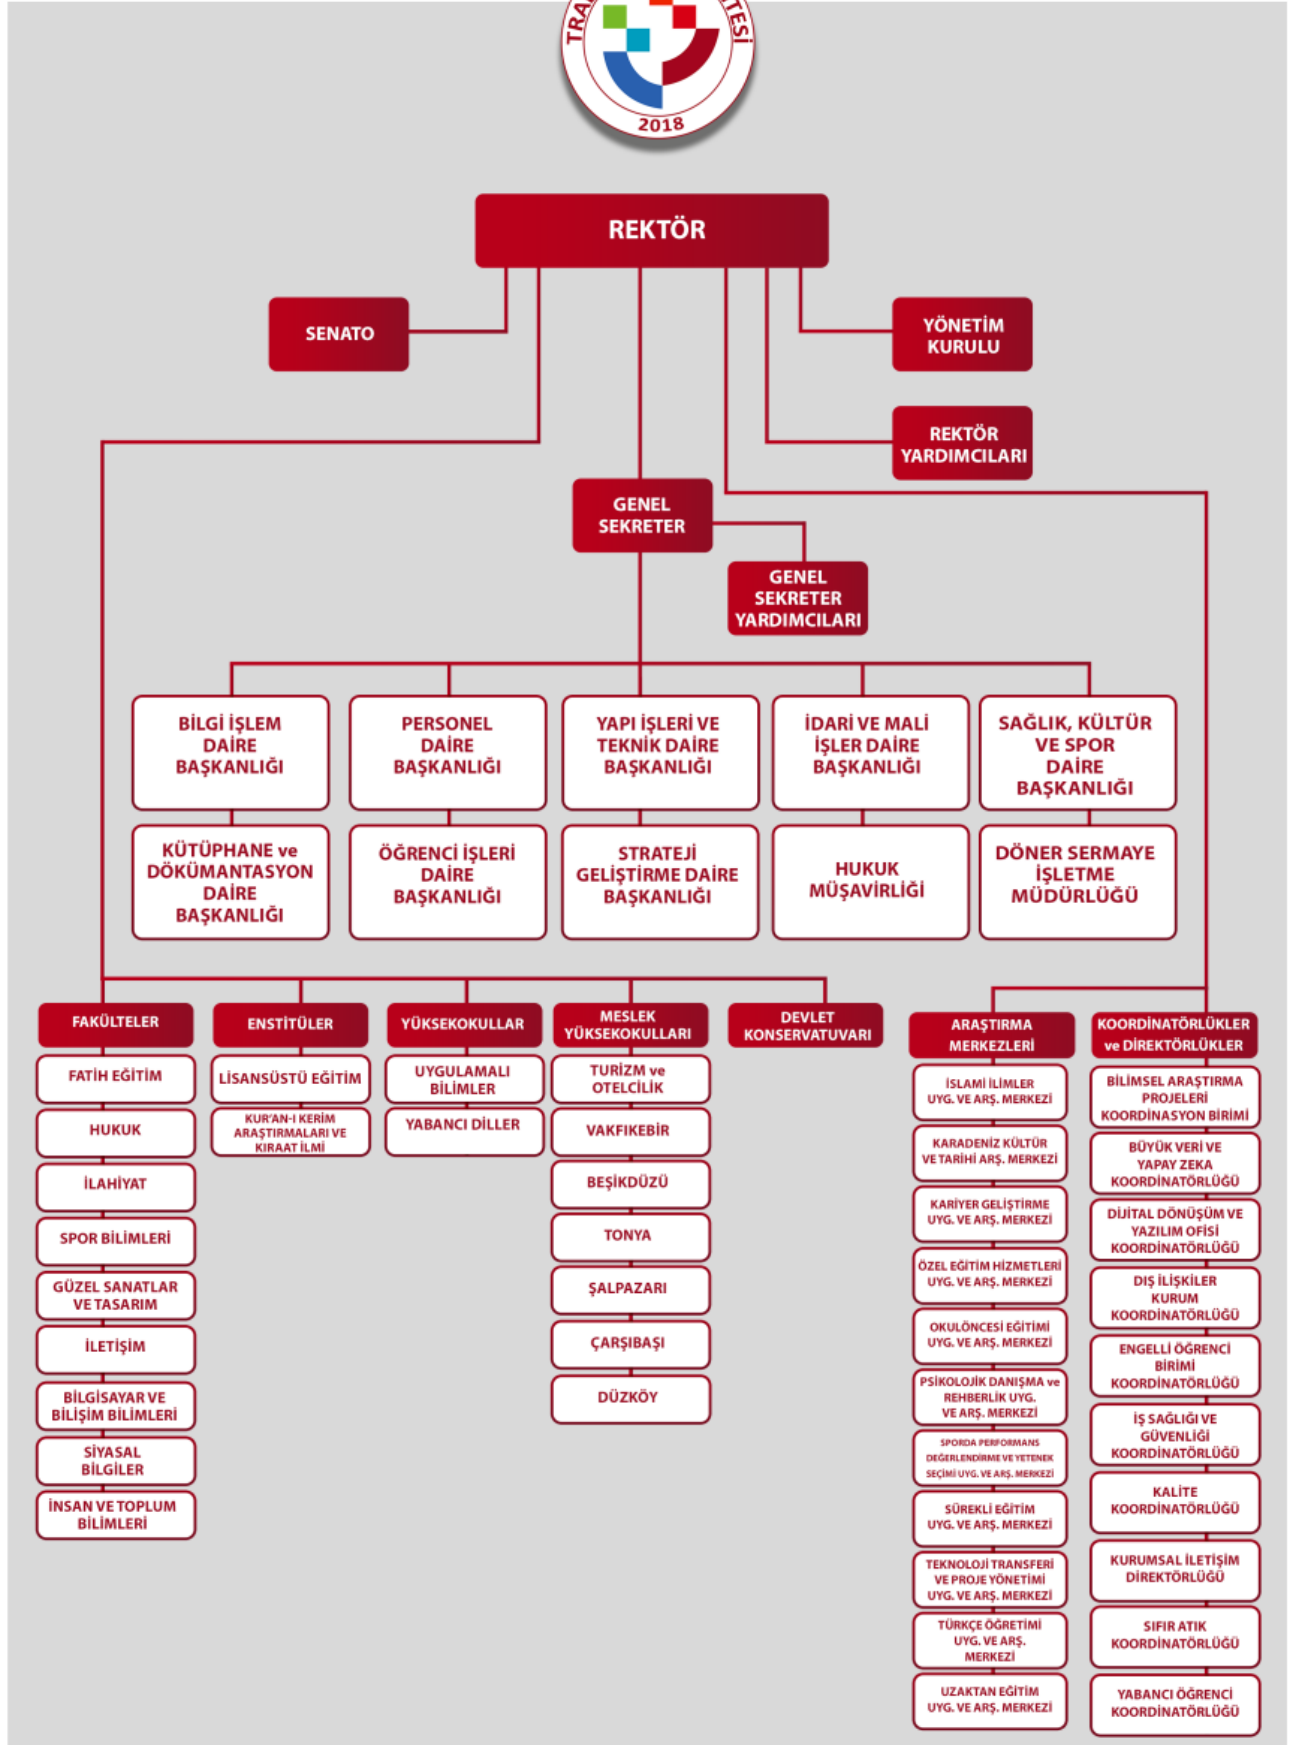 2018
REKTÖR
SENATO
YÖNETİM
KURULU
REKTÖR
YARDIMCILARI
GENEL
SEKRETER
GENEL
SEKRETER
YARDIMCILARI
BİLGİ İŞLEM
DAİRE
BAŞKANLIĞI
PERSONEL
DAİRE
BAŞKANLIĞI
YAPI İŞLERİ VE
TEKNİK DAİRE
BAŞKANLIĞI
İDARİ VE MALİ
İŞLER DAİRE
BAŞKANLIĞI
SAĞLIK, KÜLTÜR
VE SPOR
DAİRE
BAŞKANLIĞI
KÜTÜPHANE ve
DÖKÜMANTASYON
DAİRE
BAŞKANLIĞI
ÖĞRENCİ İŞLERİ
DAİRE
BAŞKANLIĞI
STRATEJİ
GELİŞTİRME DAİRE
BAŞKANLIĞI
HUKUK
MÜŞAVİRLİĞİ
DÖNER SERMAYE
İŞLETME
MÜDÜRLÜĞÜ
FAKÜLTELER
FATİH EĞİTİM
HUKUK
İLAHİYAT
SPOR BİLİMLERİ
GÜZEL SANATLAR
VE TASARIM
İLETİŞİM
BİLGİSAYAR VE
BİLİŞİM BİLİMLERİ
SİYASAL
BİLGİLER
İNSAN VE TOPLUM
BİLİMLERİ
ENSTİTÜLER
LİSANSÜSTÜ EĞİTİM
KUR'AN-I KERİM
ARAŞTIRMALARI VE
KIRAAT İLMİ
YÜKSEKOKULLAR
UYGULAMALI
BİLİMLER
YABANCI DİLLER
MESLEK
YÜKSEKOKULLARI
TURİZM ve
OTELCİLİK
VAKFIKEBİR
BEŞİKDÜZÜ
TONYA
ŞALPAZARI
ÇARŞIBAŞI
DÜZKÖY
DEVLET
KONSERVATUVARI
ARAŞTIRMA
MERKEZLERİ
İSLAMİ İLİMLER
UYG. VE ARŞ. MERKEZİ
KARADENİZ KÜLTÜR
VE TARİHİ ARŞ. MERKEZİ
KARİYER GELİŞTİRME
UYG. VE ARŞ. MERKEZİ
ÖZEL EĞİTİM HİZMETLERİ
UYG. VE ARŞ. MERKEZİ
OKULÖNCESİ EĞİTİMİ
UYG. VE ARŞ. MERKEZİ
PSİKOLOJİK DANIŞMA ve
REHBERLİK UYG.
VE ARŞ. MERKEZİ
SPORDA PERFORMANS
DEĞERLENDİRME VE YETENEK
SEÇİMİ UYG. VE ARŞ. MERKEZİ
SÜREKLİ EĞİTİM
UYG. VE ARŞ. MERKEZİ
TEKNOLOJİ TRANSFERİ
VE PROJE YÖNETİMİ
UYG. VE ARŞ. MERKEZİ
TÜRKÇE ÖĞRETİMİ
UYG. VE ARŞ.
MERKEZİ
UZAKTAN EĞİTİM
UYG. VE ARŞ. MERKEZİ
KOORDİNATÖRLÜKLER
ve DİREKTÖRLÜKLER
BİLİMSEL ARAŞTIRMA
PROJELERİ
KOORDİNASYON BİRİMİ
BÜYÜK VERİ VE
YAPAY ZEKA
KOORDİNATÖRLÜĞÜ
DİJİTAL DÖNÜŞÜM VE
YAZILIM OFİSİ
KOORDİNATÖRLÜĞÜ
DIŞ İLİŞKİLER
KURUM
KOORDİNATÖRLÜĞÜ
ENGELLİ ÖĞRENCİ
BİRİMİ
KOORDİNATÖRLÜĞÜ
İŞ SAĞLIĞI VE
GÜVENLİĞİ
KOORDİNATÖRLÜĞÜ
KALİTE
KOORDİNATÖRLÜĞÜ
KURUMSAL İLETİŞİM
DİREKTÖRLÜĞÜ
SIFIR ATIK
KOORDİNATÖRLÜĞÜ
YABANCI ÖĞRENCİ
KOORDİNATÖRLÜĞÜ